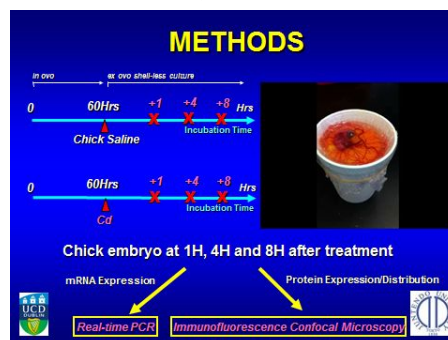 METHODS
in ovo ex ovo shell-less culture
0 60Hrs +1 +4 +8 Hrs
Incubation Time
Chick Saline
0 60Hrs +1 +4 +8 Hrs
Incubation Time
Cd
Chick embryo at 1H, 4H and 8H after treatment
mRNA Expression Protein Expression/Distribution
UCD
DUBLIN
Real-time PCR Immunofluorescence Confocal Microscopy